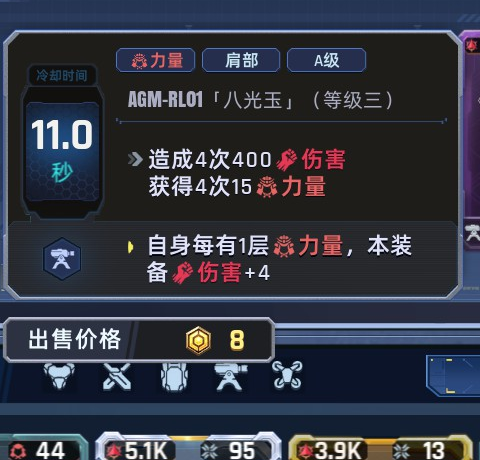 力量 肩部 A级
冷却时间
AGM-RL01「八光玉」（等级三）
11.0
秒
造成4次400伤害
获得4次15力量
自身每有1层力量，本装
备伤害+4
出售价格 8
44 5.1K 95 3.9K 13